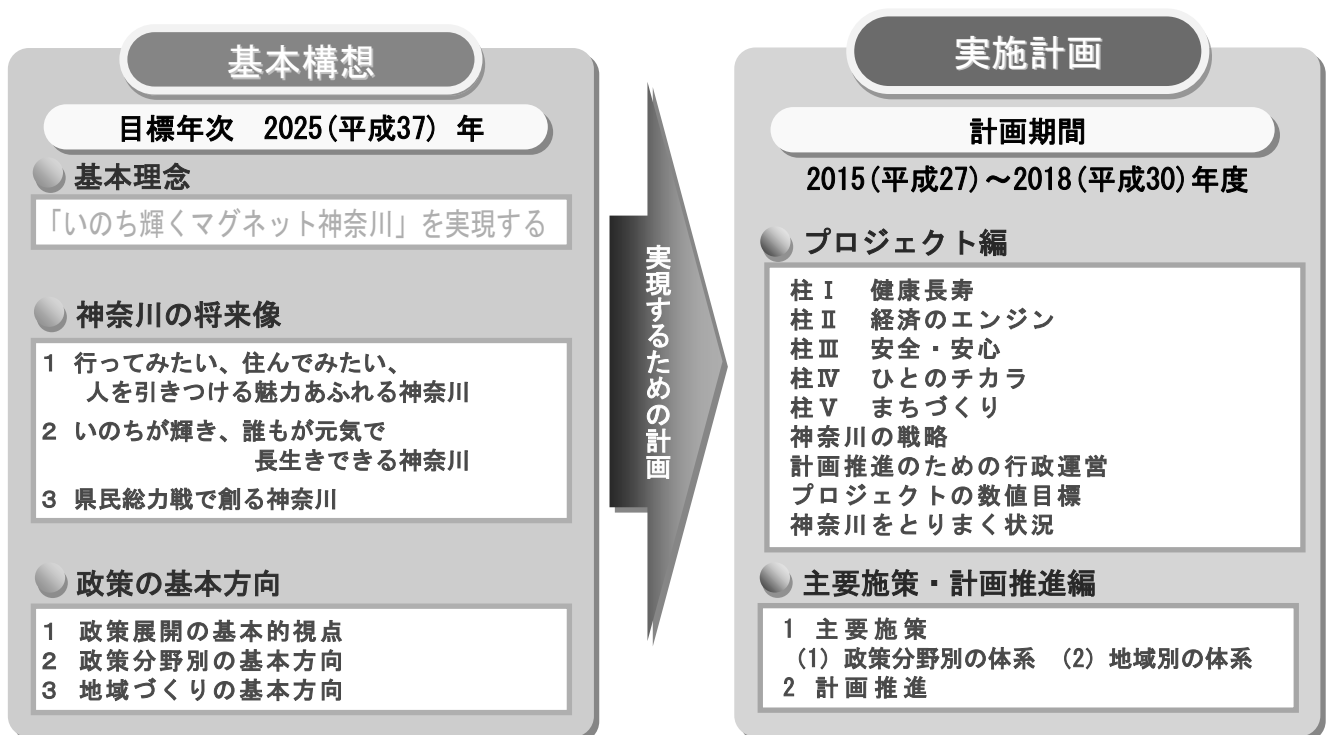 基本構想
目標年次　2025(平成37) 年
基本理念
「いのち輝くマグネット神奈川」を実現する
神奈川の将来像
1 行ってみたい、住んでみたい、
人を引きつける魅力あふれる神奈川
2 いのちが輝き、誰もが元気で
長生きできる神奈川
3 県民総力戦で創る神奈川
政策の基本方向
1 政策展開の基本的視点
2 政策分野別の基本方向
3 地域づくりの基本方向
実現するための計画
実施計画
計画期間
2015(平成27)～2018(平成30)年度
プロジェクト編
柱Ⅰ　健康長寿
柱Ⅱ　経済のエンジン
柱Ⅲ　安全・安心
柱Ⅳ　ひとのチカラ
柱Ⅴ　まちづくり
神奈川の戦略
計画推進のための行政運営
プロジェクトの数値目標
神奈川をとりまく状況
主要施策・計画推進編
1 主要施策
(1) 政策分野別の体系　(2) 地域別の体系
2 計画推進